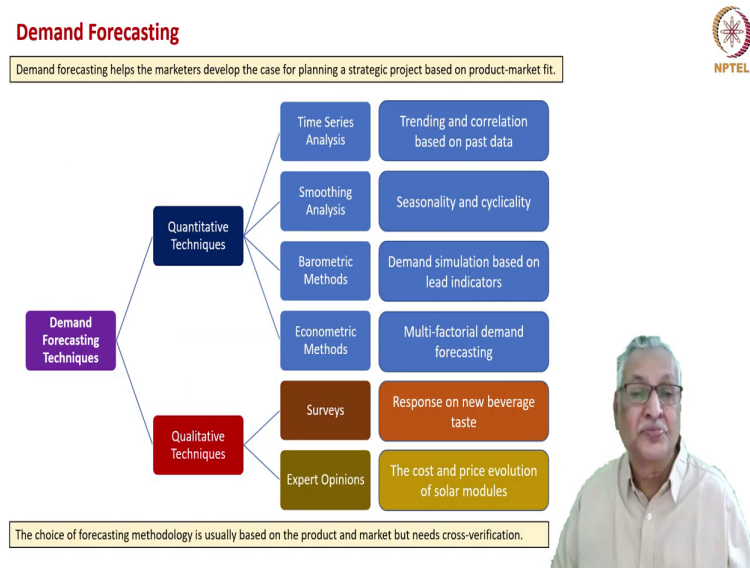 Demand Forecasting
NPTEL
Demand forecasting helps the marketers develop the case for planning a strategic project based on product-market fit.
Time Series
Analysis
Trending and correlation
based on past data
Smoothing
Analysis
Seasonality and cyclicality
Quantitative
Techniques
Barometric
Methods
Demand simulation based on
lead indicators
Demand
Forecasting
Techniques
Econometric
Methods
Multi-factorial demand
forecasting
Surveys
Response on new beverage
taste
Qualitative
Techniques
Expert Opinions
The cost and price evolution
of solar modules
The choice of forecasting methodology is usually based on the product and market but needs cross-verification.